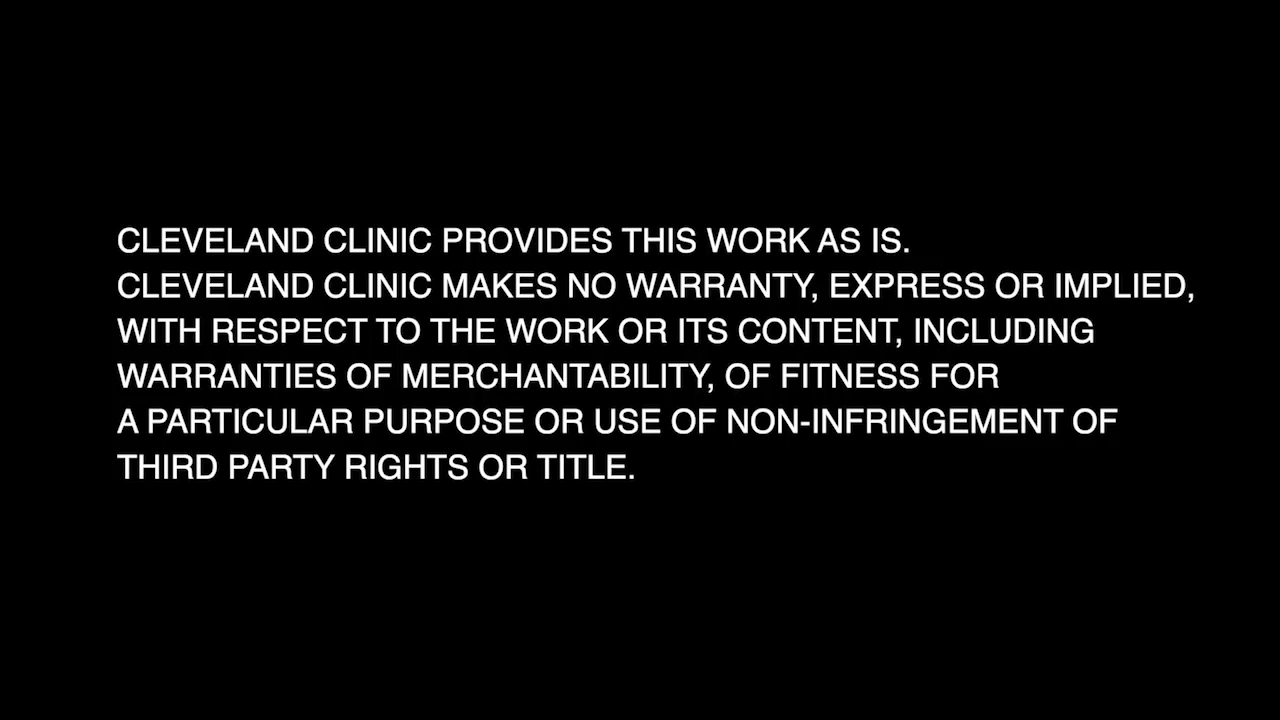 CLEVELAND CLINIC PROVIDES THIS WORK AS IS.
CLEVELAND CLINIC MAKES NO WARRANTY, EXPRESS OR IMPLIED,
WITH RESPECT TO THE WORK OR ITS CONTENT, INCLUDING
WARRANTIES OF MERCHANTABILITY, OF FITNESS FOR
A PARTICULAR PURPOSE OR USE OF NON-INFRINGEMENT OF
THIRD PARTY RIGHTS OR TITLE.